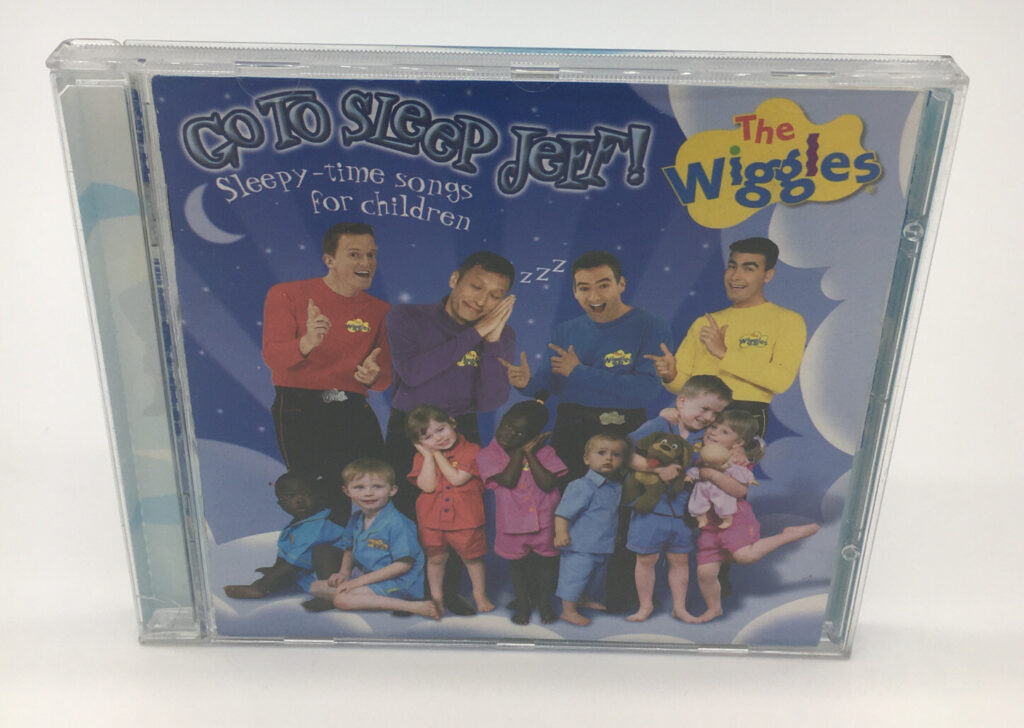 GO TO SLEEP JEFF!
Sleepy-time songs
for children
The
Wiggles
zzz